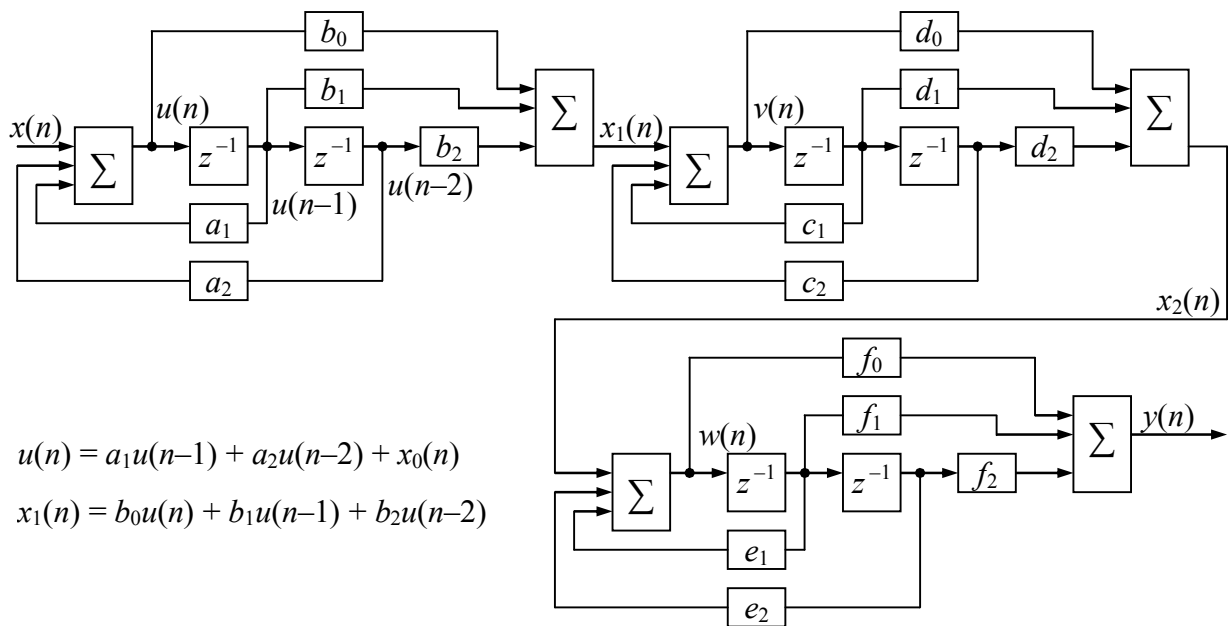 b₀
d₀
b₁
d₁
x(n)
u(n)
Σ
z⁻¹
z⁻¹
b₂
Σ
x₁(n)
Σ
v(n)
z⁻¹
z⁻¹
d₂
Σ
u(n–1)
u(n–2)
a₁
c₁
a₂
c₂
x₂(n)
f₀
f₁
y(n)
w(n)
Σ
z⁻¹
z⁻¹
f₂
Σ
e₁
e₂
u(n) = a₁u(n–1) + a₂u(n–2) + x₀(n)
x₁(n) = b₀u(n) + b₁u(n–1) + b₂u(n–2)